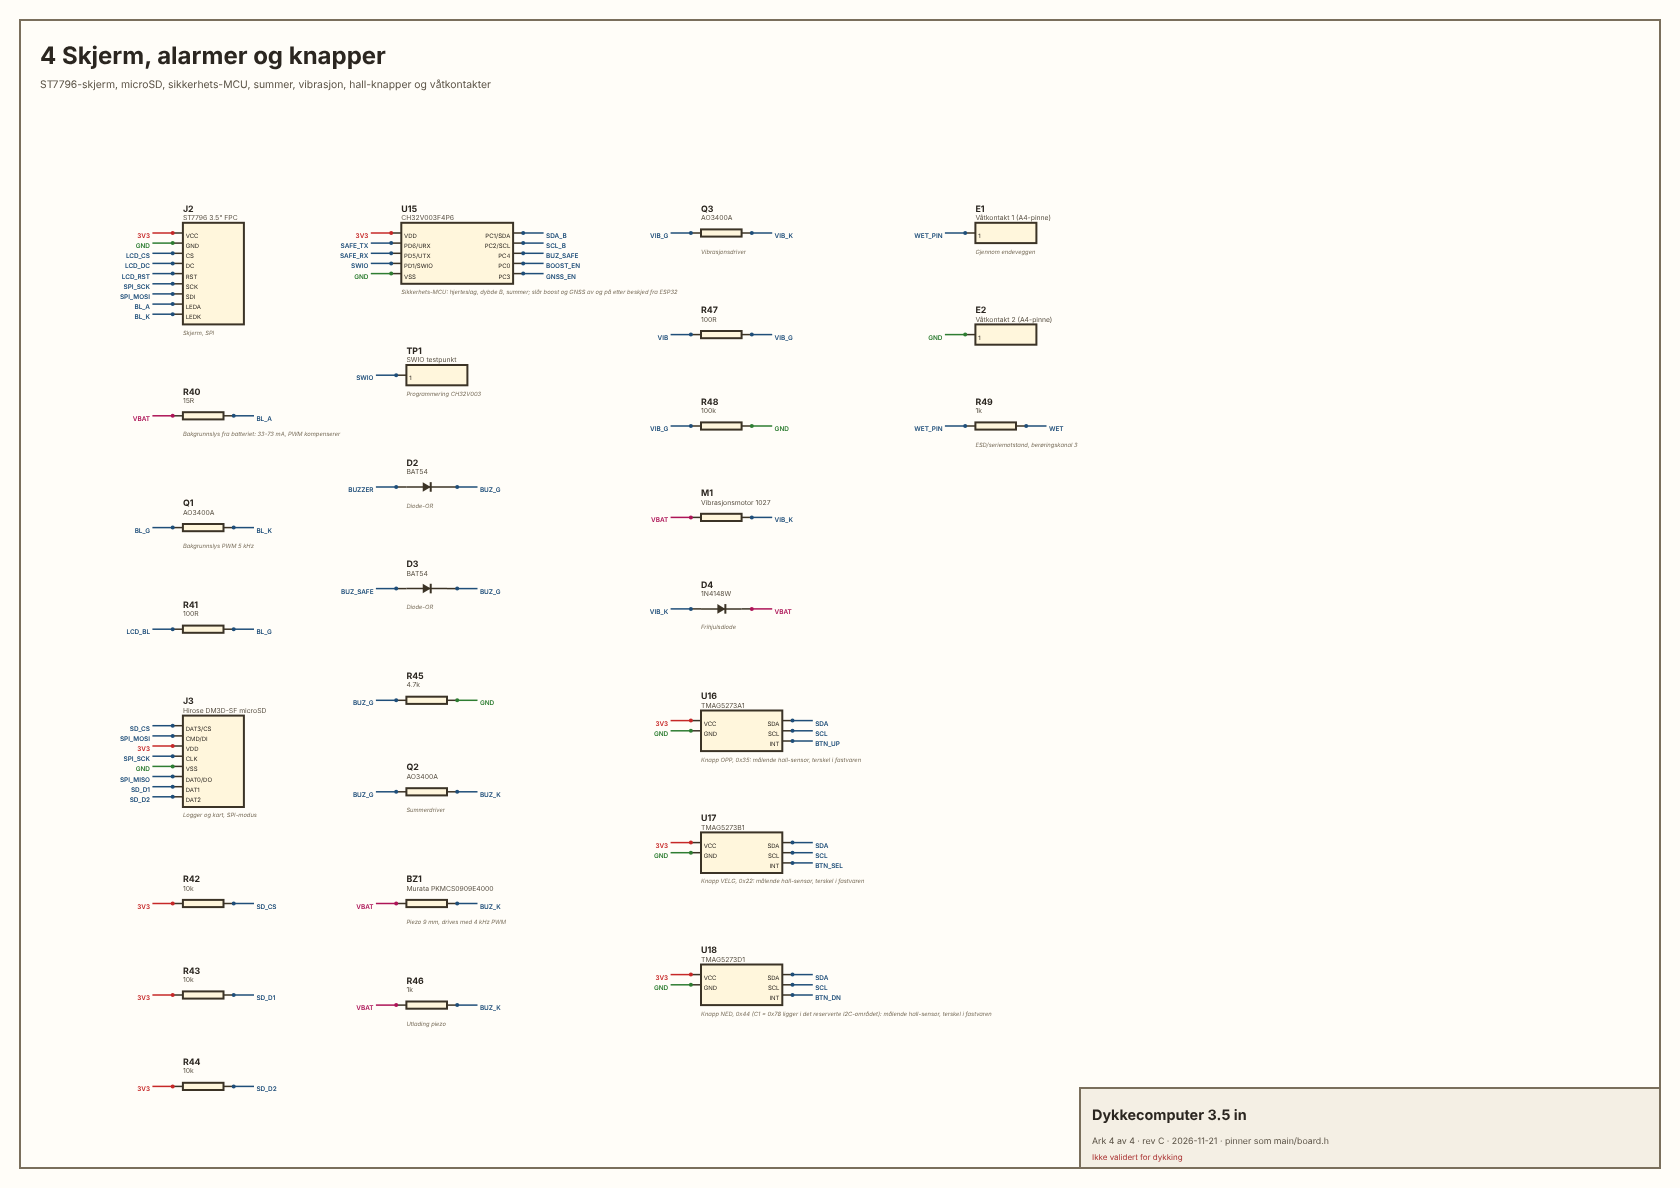 4 Skjerm, alarmer og knapper
ST7796-skjerm, microSD, sikkerhets-MCU, summer, vibrasjon, hall-knapper og våtkontakter
J2
ST7796 3.5" FPC
3V3 VCC
GND GND
LCD_CS CS
LCD_DC DC
LCD_RST RST
SPI_SCK SCK
SPI_MOSI SDI
BL_A LEDA
BL_K LEDK
Skjerm, SPI
R40
15R
VBAT BL_A
Bakgrunnslys fra batteriet: 33-73 mA, PWM kompenserer
Q1
AO3400A
BL_G BL_K
Bakgrunnslys PWM 5 kHz
R41
100R
LCD_BL BL_G
J3
Hirose DM3D-SF microSD
SD_CS DAT3/CS
SPI_MOSI CMD/DI
3V3 VDD
SPI_SCK CLK
GND VSS
SPI_MISO DAT0/DO
SD_D1 DAT1
SD_D2 DAT2
Logger og kart, SPI-modus
R42
10k
3V3 SD_CS
R43
10k
3V3 SD_D1
R44
10k
3V3 SD_D2
U15
CH32V003F4P6
3V3 VDD PC1/SDA SDA_B
SAFE_TX PD6/URX PC2/SCL SCL_B
SAFE_RX PD5/UTX PC4 BUZ_SAFE
SWIO PD1/SWIO PC0 BOOST_EN
GND VSS PC3 GNSS_EN
Sikkerhets-MCU: hjerteslag, dybde B, summer; slår boost og GNSS av og på etter beskjed fra ESP32
TP1
SWIO testpunkt
SWIO 1
Programmering CH32V003
D2
BAT54
BUZZER BUZ_G
Diode-OR
D3
BAT54
BUZ_SAFE BUZ_G
Diode-OR
R45
4.7k
BUZ_G GND
Q2
AO3400A
BUZ_G BUZ_K
Summerdriver
BZ1
Murata PKMCS0909E4000
VBAT BUZ_K
Piezo 9 mm, drives med 4 kHz PWM
R46
1k
VBAT BUZ_K
Utlading piezo
Q3
AO3400A
VIB_G VIB_K
Vibrasjonsdriver
R47
100R
VIB VIB_G
R48
100k
VIB_G GND
M1
Vibrasjonsmotor 1027
VBAT VIB_K
D4
1N4148W
VIB_K VBAT
Frihjulsdiode
U16
TMAG5273A1
3V3 VCC SDA SDA
GND GND SCL SCL
INT BTN_UP
Knapp OPP, 0x35: målende hall-sensor, terskel i fastvaren
U17
TMAG5273B1
3V3 VCC SDA SDA
GND GND SCL SCL
INT BTN_SEL
Knapp VELG, 0x22: målende hall-sensor, terskel i fastvaren
U18
TMAG5273D1
3V3 VCC SDA SDA
GND GND SCL SCL
INT BTN_DN
Knapp NED, 0x44 (C1 = 0x78 ligger i det reserverte I2C-området): målende hall-sensor, terskel i fastvaren
E1
Våtkontakt 1 (A4-pinne)
WET_PIN 1
Gjennom endeveggen
E2
Våtkontakt 2 (A4-pinne)
GND 1
R49
1k
WET_PIN WET
ESD/seriemotstand, berøringskanal 3
Dykkecomputer 3.5 in
Ark 4 av 4 · rev C · 2026-11-21 · pinner som main/board.h
Ikke validert for dykking